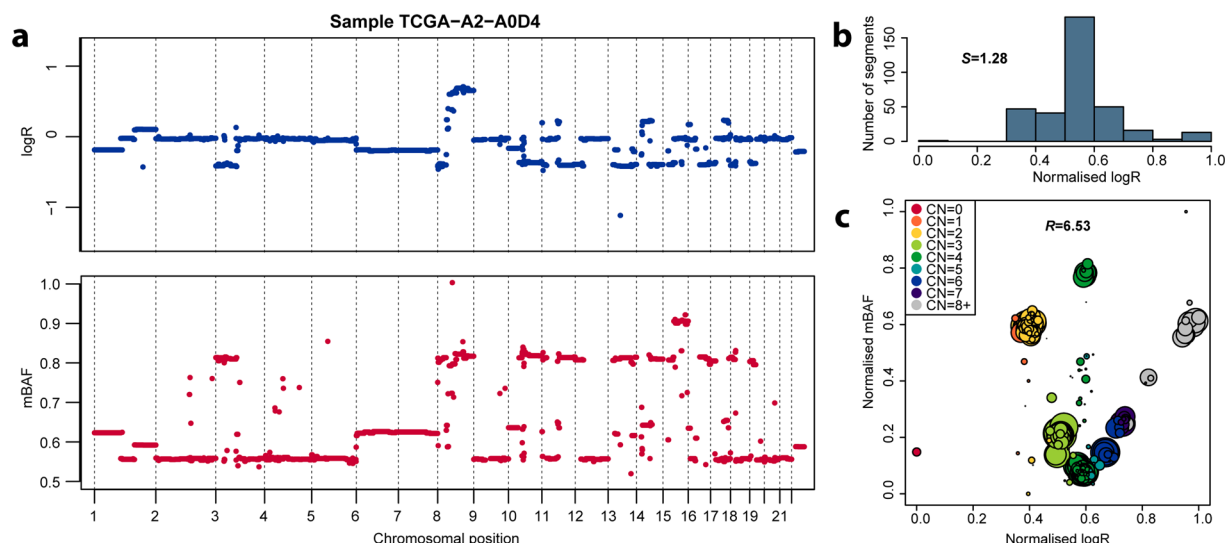 a
Sample TCGA−A2−A0D4
logR
1
0
−1
mBAF
1.0
0.9
0.8
0.7
0.6
0.5
1 2 3 4 5 6 7 8 9 10 11 12 13 14 15 16 17 18 19 21
Chromosomal position
b
Number of segments
150
100
50
0
S=1.28
0.0 0.2 0.4 0.6 0.8 1.0
Normalised logR
c
Normalised mBAF
1.0
0.8
0.6
0.4
0.2
0.0
CN=0
CN=1
CN=2
CN=3
CN=4
CN=5
CN=6
CN=7
CN=8+
R=6.53
0.0 0.2 0.4 0.6 0.8 1.0
Normalised logR